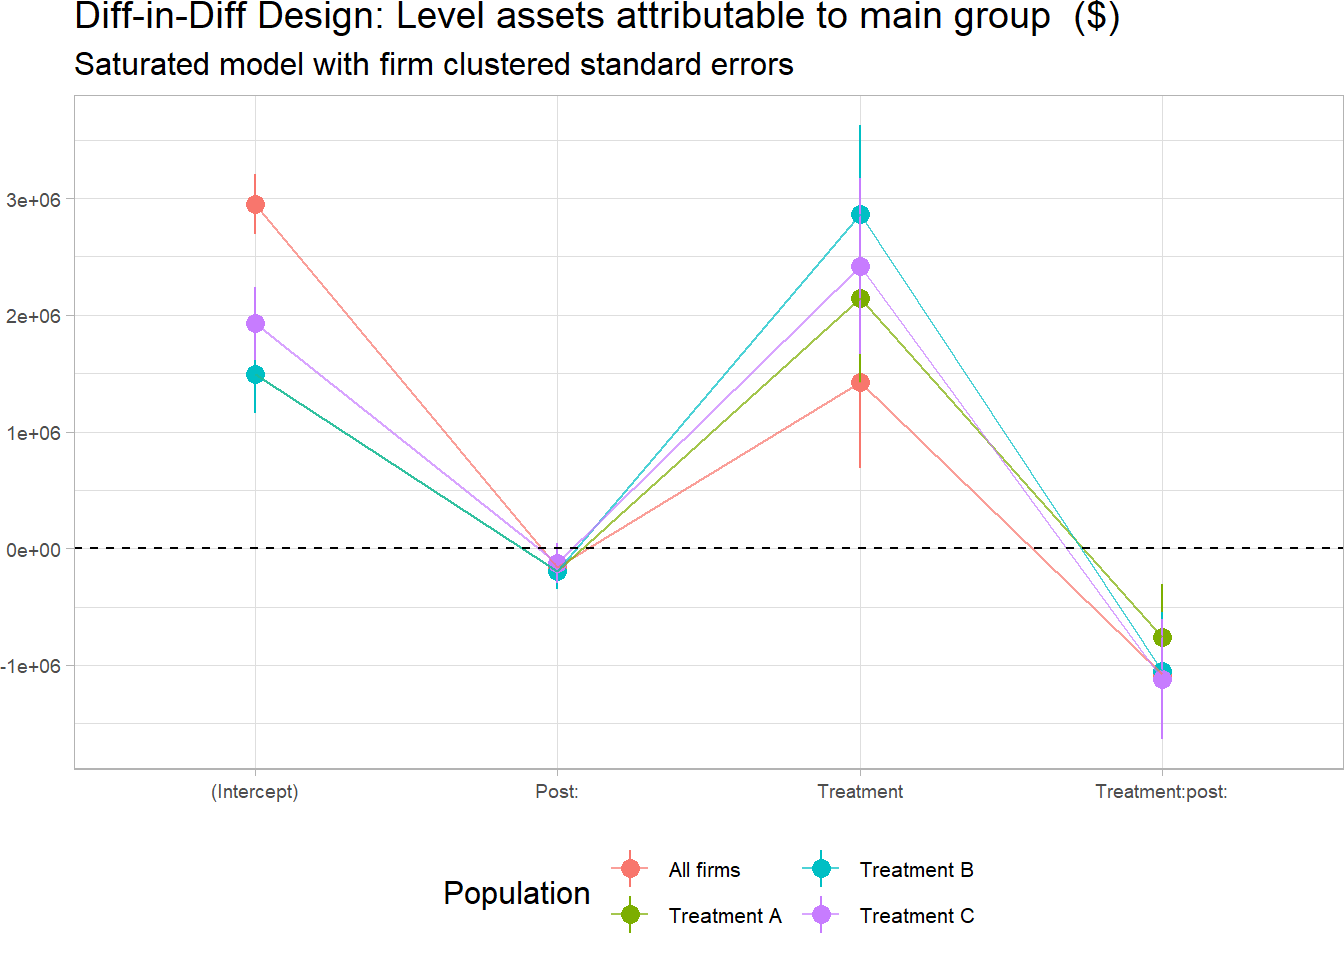 Diff-in-Diff Design: Level assets attributable to main group  ($)
Saturated model with firm clustered standard errors
3e+06
2e+06
1e+06
0e+00
-1e+06
(Intercept)
Post:
Treatment
Treatment:post:
Population
All firms
Treatment B
Treatment A
Treatment C